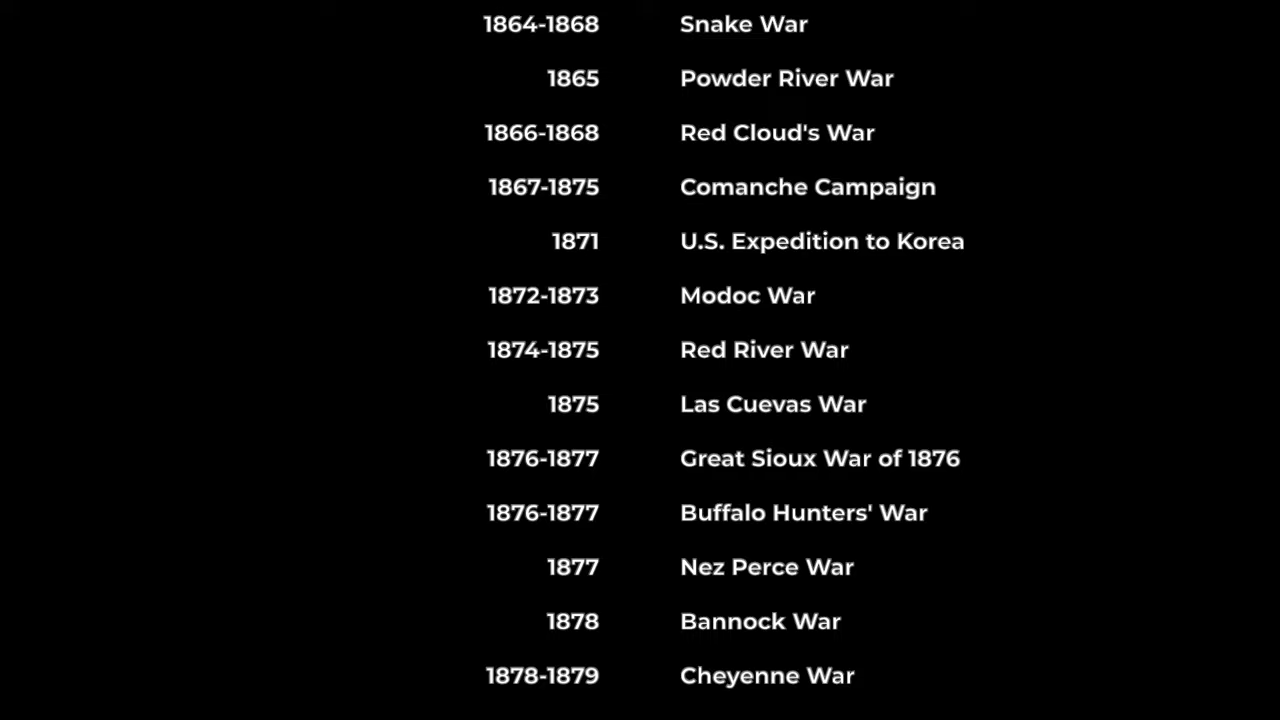 1864-1868 Snake War
1865 Powder River War
1866-1868 Red Cloud's War
1867-1875 Comanche Campaign
1871 U.S. Expedition to Korea
1872-1873 Modoc War
1874-1875 Red River War
1875 Las Cuevas War
1876-1877 Great Sioux War of 1876
1876-1877 Buffalo Hunters' War
1877 Nez Perce War
1878 Bannock War
1878-1879 Cheyenne War